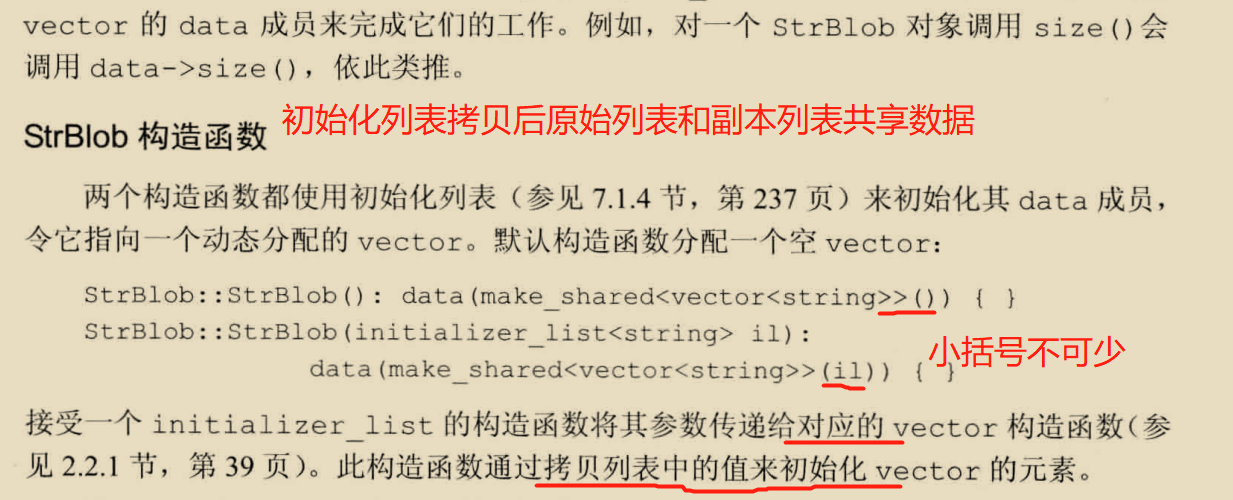 vector 的 data 成员来完成它们的工作。例如，对一个 StrBlob 对象调用 size()会
调用 data->size()，依此类推。
初始化列表拷贝后原始列表和副本列表共享数据
StrBlob 构造函数
两个构造函数都使用初始化列表（参见 7.1.4 节，第 237 页）来初始化其 data 成员，
令它指向一个动态分配的 vector。默认构造函数分配一个空 vector：
StrBlob::StrBlob(): data(make_shared<vector<string>>()) { }
StrBlob::StrBlob(initializer_list<string> il):
小括号不可少
data(make_shared<vector<string>>(il)) { }
接受一个 initializer_list 的构造函数将其参数传递给对应的 vector 构造函数（参
见 2.2.1 节，第 39 页）。此构造函数通过拷贝列表中的值来初始化 vector 的元素。